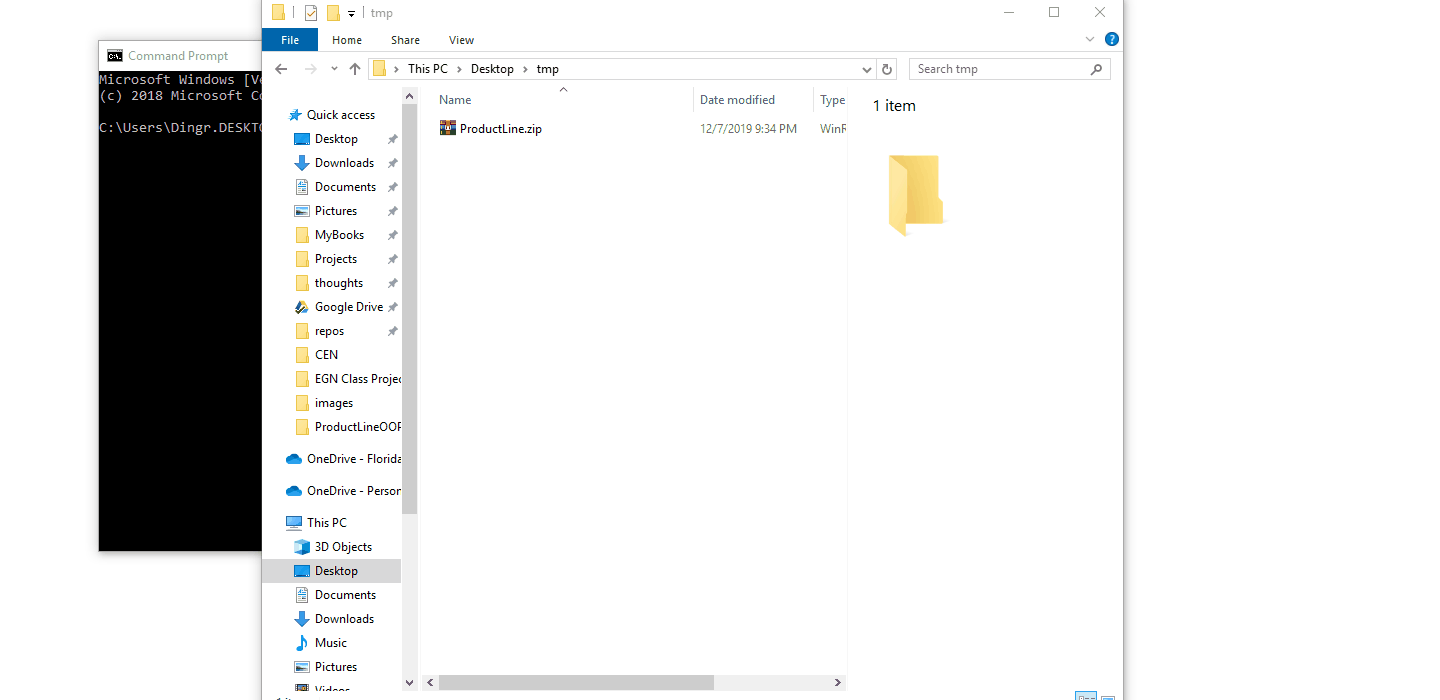 tmp
File Home Share View
This PC Desktop tmp
Search tmp
Command Prompt
Microsoft Windows [Ve
(c) 2018 Microsoft Co
C:\Users\Dingr.DESKTO
Quick access
Desktop
Downloads
Documents
Pictures
MyBooks
Projects
thoughts
Google Drive
repos
CEN
EGN Class Projec
images
ProductLineOOP
OneDrive - Florida
OneDrive - Person
This PC
3D Objects
Desktop
Documents
Downloads
Music
Pictures
Videos
Name Date modified Type
ProductLine.zip 12/7/2019 9:34 PM WinR
1 item